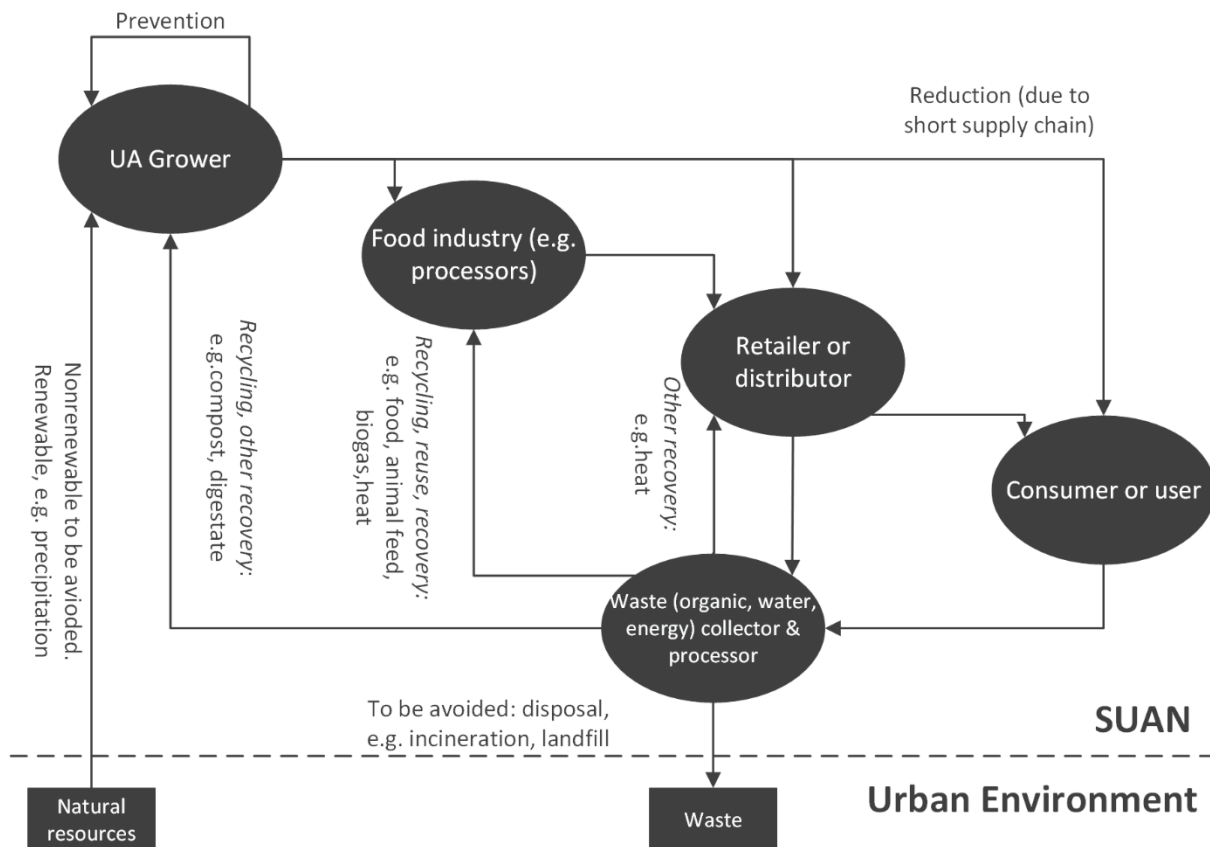 Prevention
Reduction (due to
short supply chain)
UA Grower
Food industry (e.g.
processors)
Retailer or
distributor
Consumer or user
Nonrenewable to be avioded.
Renewable, e.g. precipitation
Recycling, other recovery:
e.g.compost, digestate
Recycling, reuse, recovery:
e.g. food, animal feed,
biogas,heat
Other recovery:
e.g.heat
Waste (organic, water,
energy) collector &
processor
To be avoided: disposal,
e.g. incineration, landfill
SUAN
Urban Environment
Natural
resources
Waste